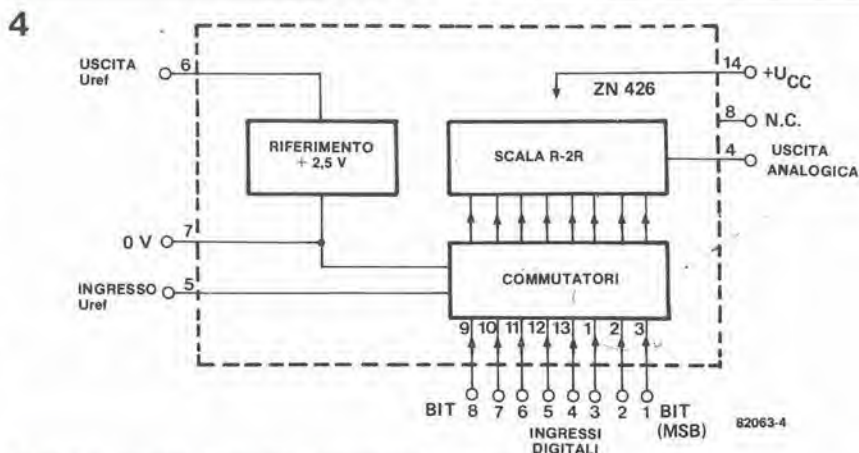 4
USCITA
Uref
6
14
+UCC
ZN 426
8
N.C.
RIFERIMENTO
+ 2,5 V
SCALA R-2R
4
USCITA
ANALOGICA
0 V
7
COMMUTATORI
INGRESSO
Uref
5
9 10 11 12 13 1 2 3
BIT 8 7 6 5 4 3 2 1 BIT
(MSB)
INGRESSI
DIGITALI
82063-4